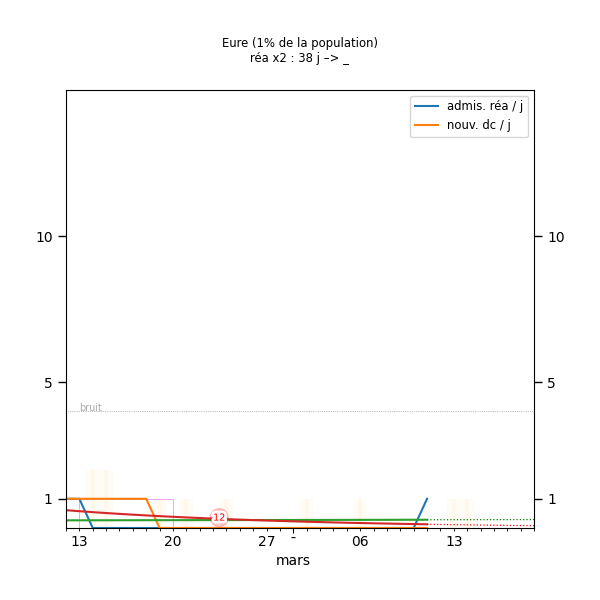 Eure (1% de la population)
réa x2 : 38 j –> _
admis. réa / j
nouv. dc / j
10 10
5 5
bruit
12
1 1
13 20 27 - 06 13
mars